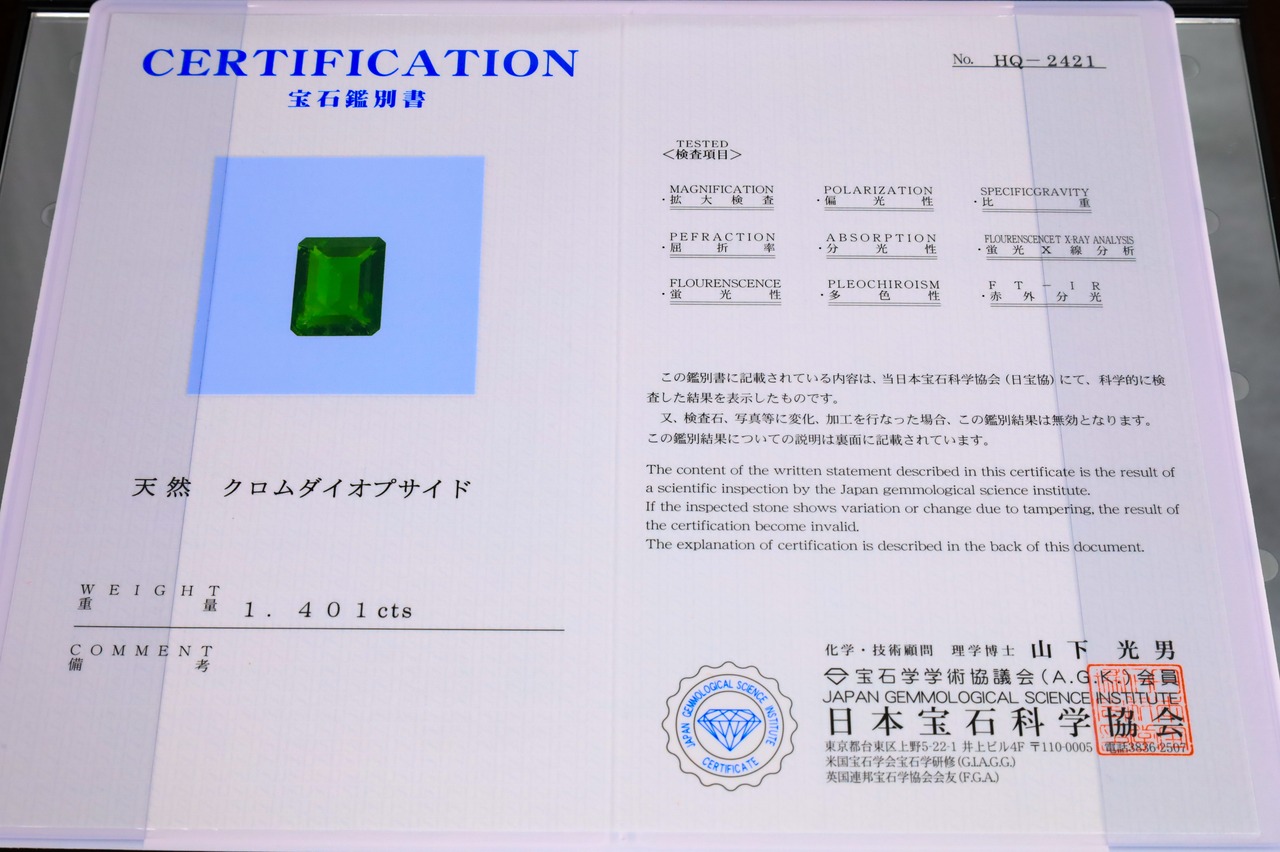 CERTIFICATION
宝石鑑別書
天然 クロムダイオプサイド
WEIGHT
重量 1.401cts
COMMENT
備考
No. HQ-2421
TESTED
<検査項目>
MAGNIFICATION
・拡大検査
POLARIZATION
・偏光性
SPECIFICGRAVITY
・比重
PEFRACTION
・屈折率
ABSORPTION
・分光性
FLOURENSCENCET X-RAY ANALYSIS
・蛍光X線分析
FLOURENSCENCE
・蛍光性
PLEOCHIROISM
・多色性
FT-IR
・赤外分光
この鑑別書に記載されている内容は、当日本宝石科学協会(日宝協)にて、科学的に検
査した結果を表示したものです。
又、検査石、写真等に変化、加工を行なった場合、この鑑別結果は無効となります。
この鑑別結果についての説明は裏面に記載されています。
The content of the written statement described in this certificate is the result of
a scientific inspection by the Japan gemmological science institute.
If the inspected stone shows variation or change due to tampering, the result of
the certification become invalid.
The explanation of certification is described in the back of this document.
JAPAN GEMMOLOGICAL SCIENCE INSTITUTE
CERTIFICATE
化学・技術顧問 理学博士 山下光男
宝石学学術協議会(A.G.K.)会員
JAPAN GEMMOLOGICAL SCIENCE INSTITUTE
日本宝石科学協会
東京都台東区上野5-22-1 井上ビル4F 〒110-0005 電話3836-2507
米国宝石学会宝石学研修(G.I.A.G.G.)
英国連邦宝石学協会会友(F.G.A.)